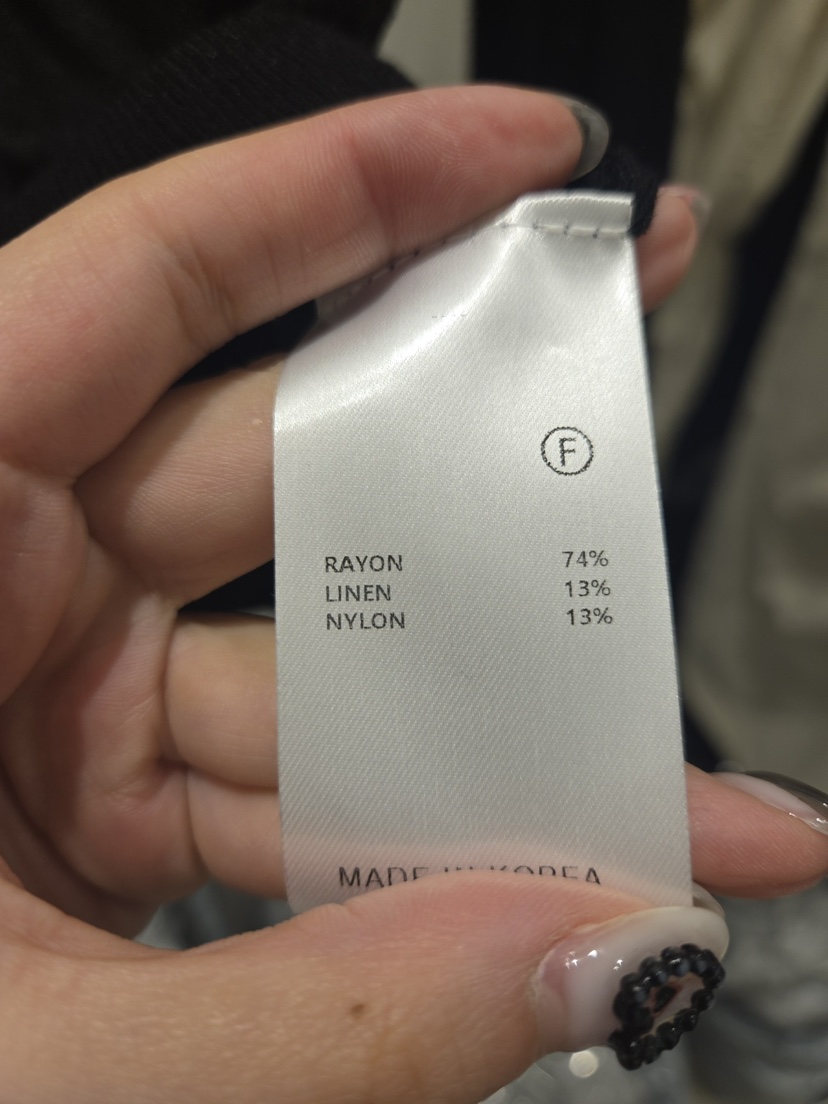 F
RAYON 74%
LINEN 13%
NYLON 13%
MADE IN KOREA